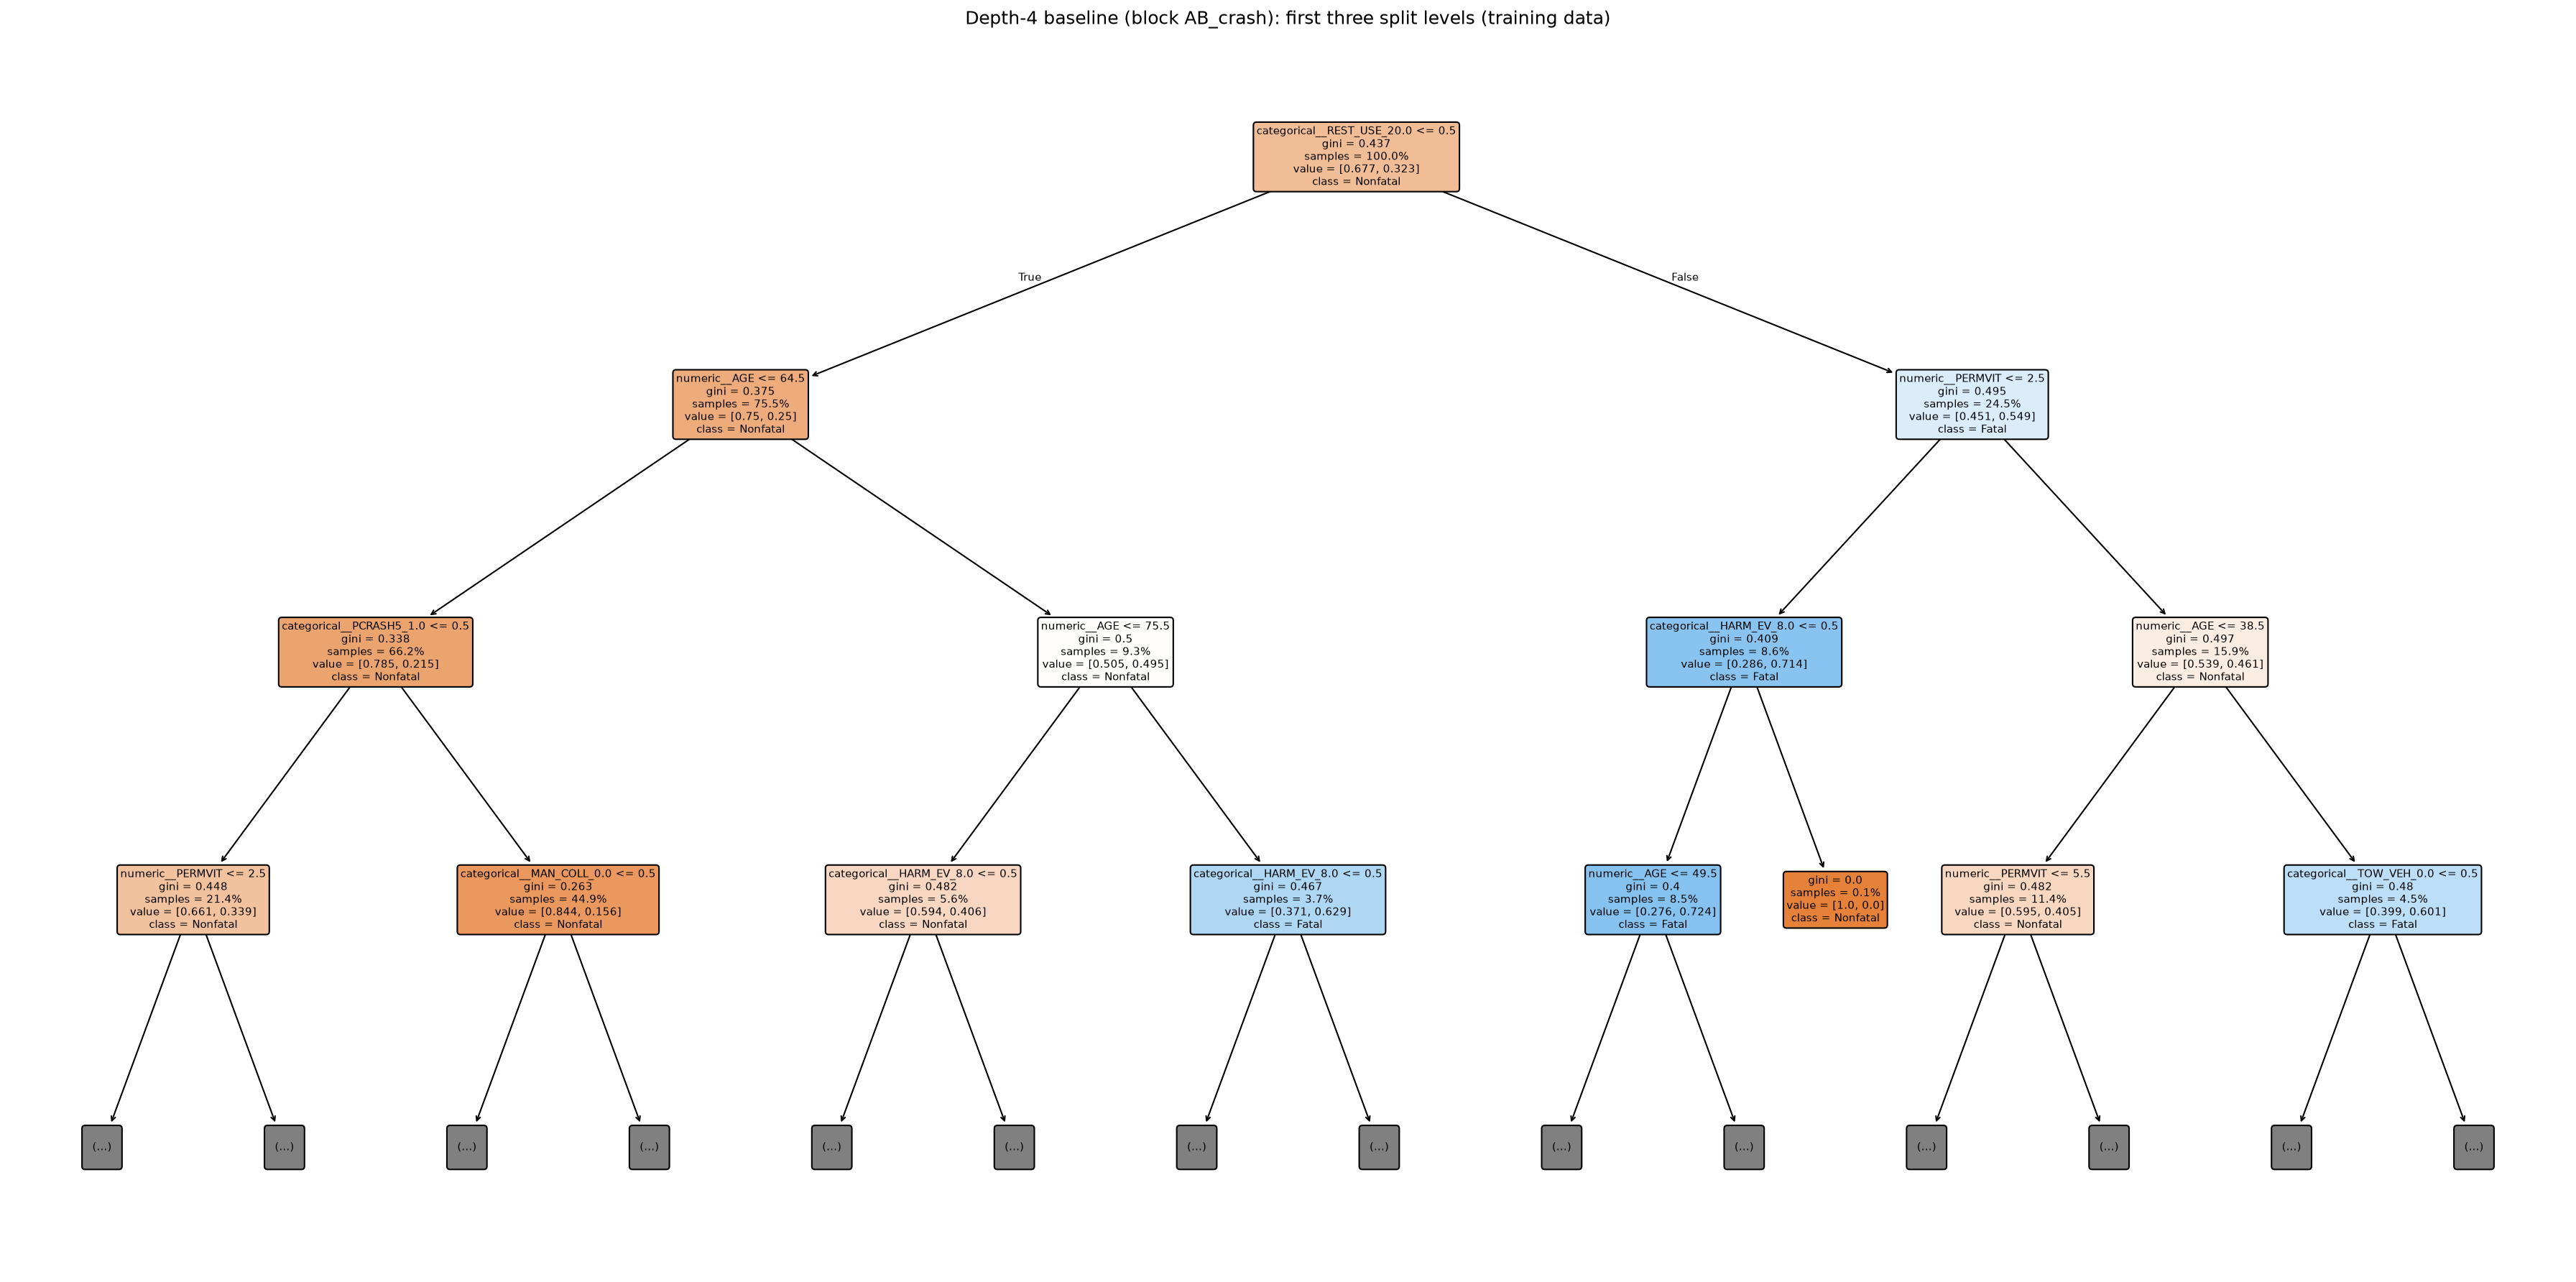 Depth-4 baseline (block AB_crash): first three split levels (training data)
categorical__REST_USE_20.0 <= 0.5
gini = 0.437
samples = 100.0%
value = [0.677, 0.323]
class = Nonfatal
True
False
numeric__AGE <= 64.5
gini = 0.375
samples = 75.5%
value = [0.75, 0.25]
class = Nonfatal
numeric__PERMVIT <= 2.5
gini = 0.495
samples = 24.5%
value = [0.451, 0.549]
class = Fatal
categorical__PCRASH5_1.0 <= 0.5
gini = 0.338
samples = 66.2%
value = [0.785, 0.215]
class = Nonfatal
numeric__AGE <= 75.5
gini = 0.5
samples = 9.3%
value = [0.505, 0.495]
class = Nonfatal
categorical__HARM_EV_8.0 <= 0.5
gini = 0.409
samples = 8.6%
value = [0.286, 0.714]
class = Fatal
numeric__AGE <= 38.5
gini = 0.497
samples = 15.9%
value = [0.539, 0.461]
class = Nonfatal
numeric__PERMVIT <= 2.5
gini = 0.448
samples = 21.4%
value = [0.661, 0.339]
class = Nonfatal
categorical__MAN_COLL_0.0 <= 0.5
gini = 0.263
samples = 44.9%
value = [0.844, 0.156]
class = Nonfatal
categorical__HARM_EV_8.0 <= 0.5
gini = 0.482
samples = 5.6%
value = [0.594, 0.406]
class = Nonfatal
categorical__HARM_EV_8.0 <= 0.5
gini = 0.467
samples = 3.7%
value = [0.371, 0.629]
class = Fatal
numeric__AGE <= 49.5
gini = 0.4
samples = 8.5%
value = [0.276, 0.724]
class = Fatal
gini = 0.0
samples = 0.1%
value = [1.0, 0.0]
class = Nonfatal
numeric__PERMVIT <= 5.5
gini = 0.482
samples = 11.4%
value = [0.595, 0.405]
class = Nonfatal
categorical__TOW_VEH_0.0 <= 0.5
gini = 0.48
samples = 4.5%
value = [0.399, 0.601]
class = Fatal
(...)
(...)
(...)
(...)
(...)
(...)
(...)
(...)
(...)
(...)
(...)
(...)
(...)
(...)